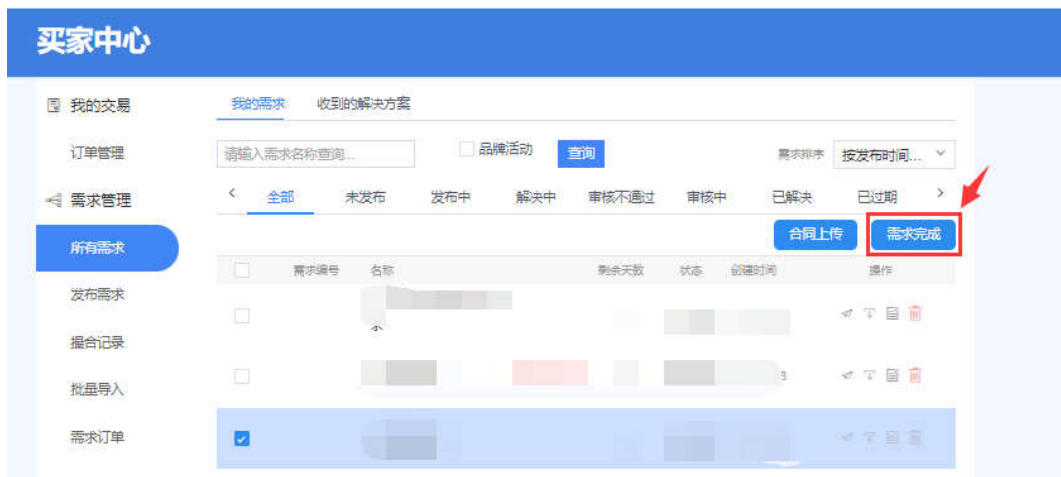 买家中心
我的交易
订单管理
需求管理
所有需求
发布需求
撮合记录
批量导入
需求订单
我的需求 收到的解决方案
请输入需求名称查询... 品牌活动 查询 需求排序 按发布时间...
全部 未发布 发布中 解决中 审核不通过 审核中 已解决 已过期
合同上传 需求完成
需求编号 名称 剩余天数 状态 创建时间 操作